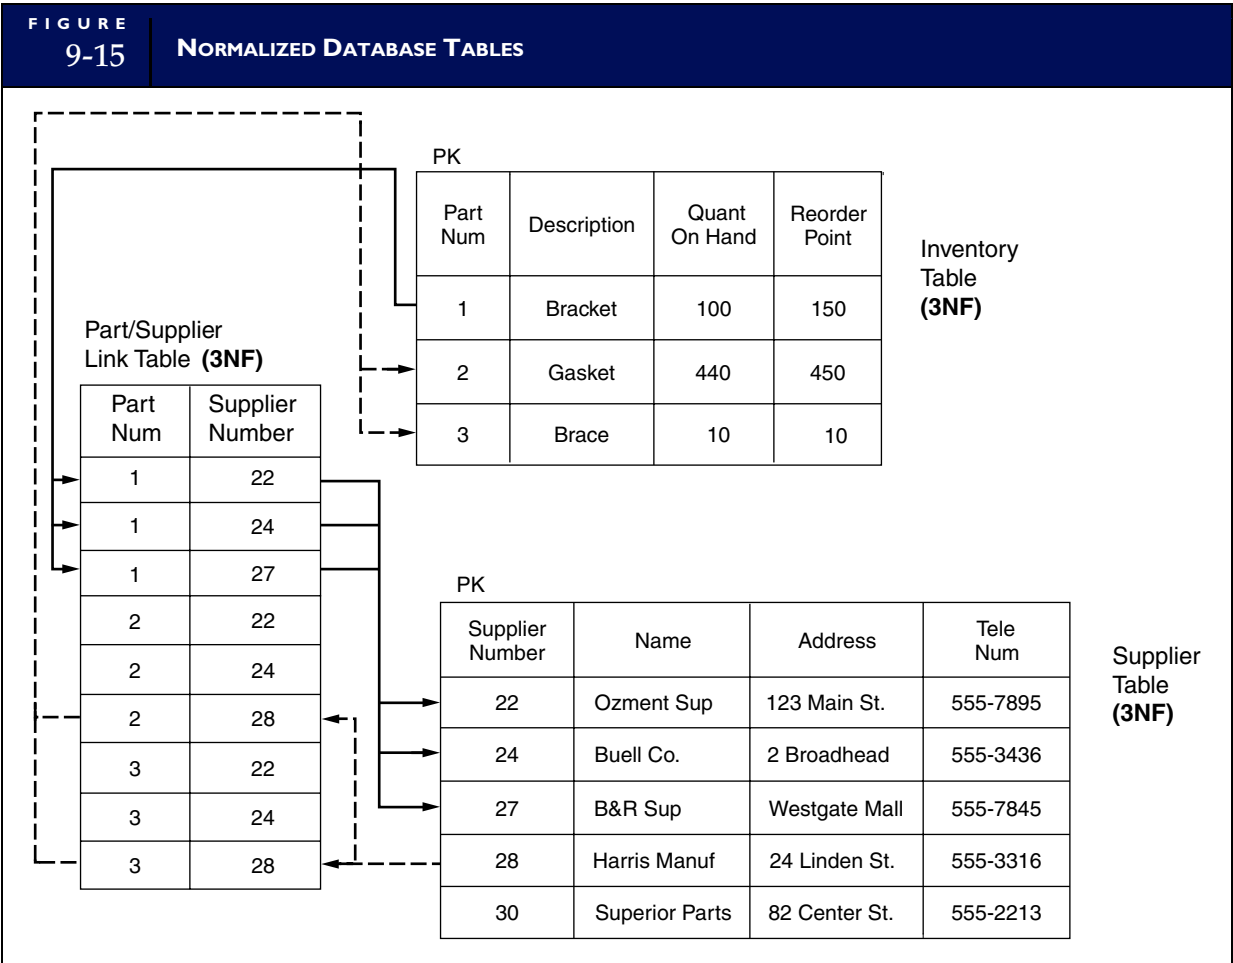 FIGURE
9-15
NORMALIZED DATABASE TABLES
PK
Part
Num
Description
Quant
On Hand
Reorder
Point
1 Bracket 100 150
2 Gasket 440 450
3 Brace 10 10
Inventory
Table
(3NF)
Part/Supplier
Link Table (3NF)
Part
Num
Supplier
Number
1 22
1 24
1 27
2 22
2 24
2 28
3 22
3 24
3 28
PK
Supplier
Number
Name
Address
Tele
Num
22 Ozment Sup 123 Main St. 555-7895
24 Buell Co. 2 Broadhead 555-3436
27 B&R Sup Westgate Mall 555-7845
28 Harris Manuf 24 Linden St. 555-3316
30 Superior Parts 82 Center St. 555-2213
Supplier
Table
(3NF)